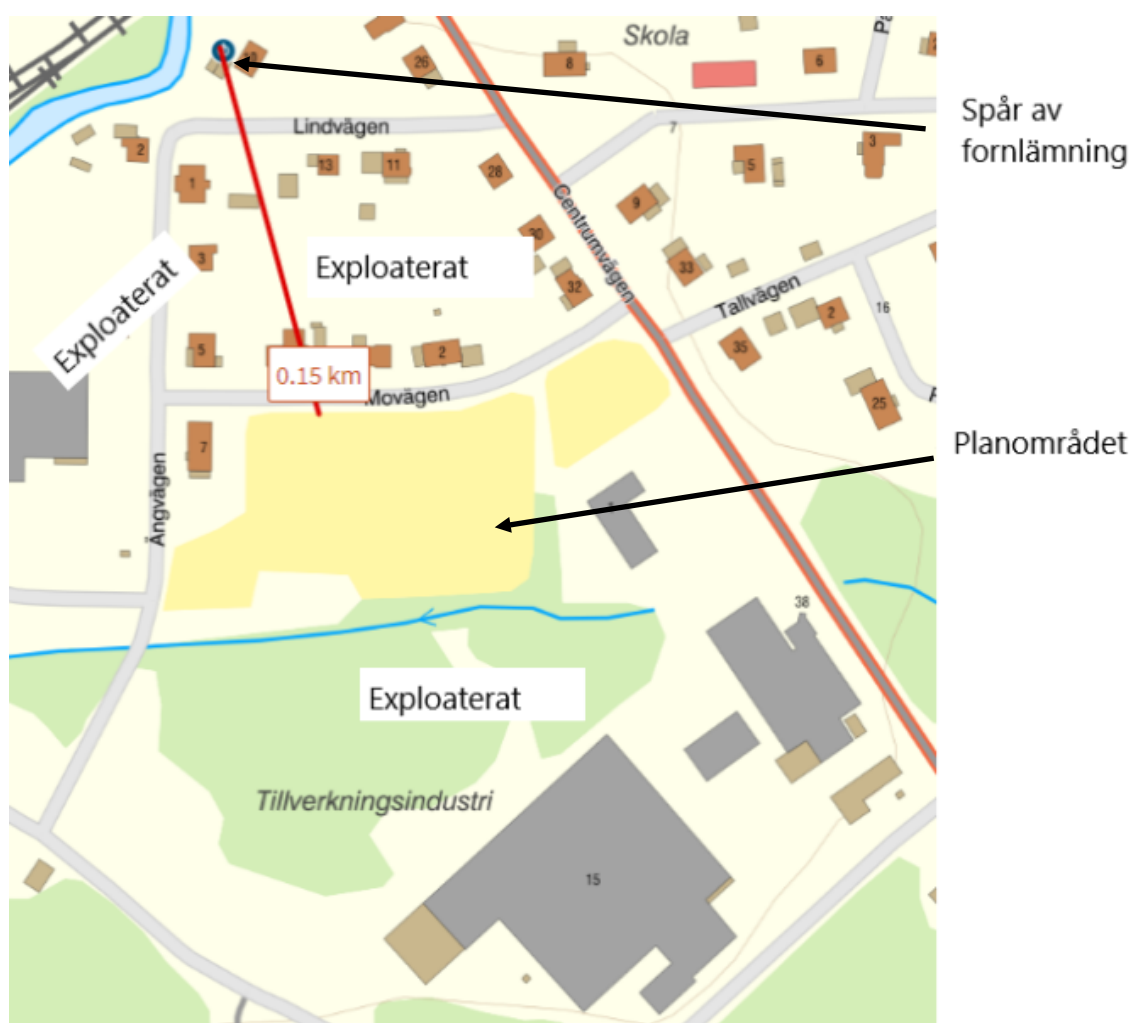 Skola
26
8
6
Spår av
fornlämning
Lindvägen
7
2
13
11
28
5
3
1
9
Centrumvägen
30
Exploaterat
Exploaterat
3
33
32
Tallvägen
16
2
5
2
35
0.15 km
Movägen
25
7
Planområdet
Ängvägen
38
Exploaterat
Tillverkningsindustri
15